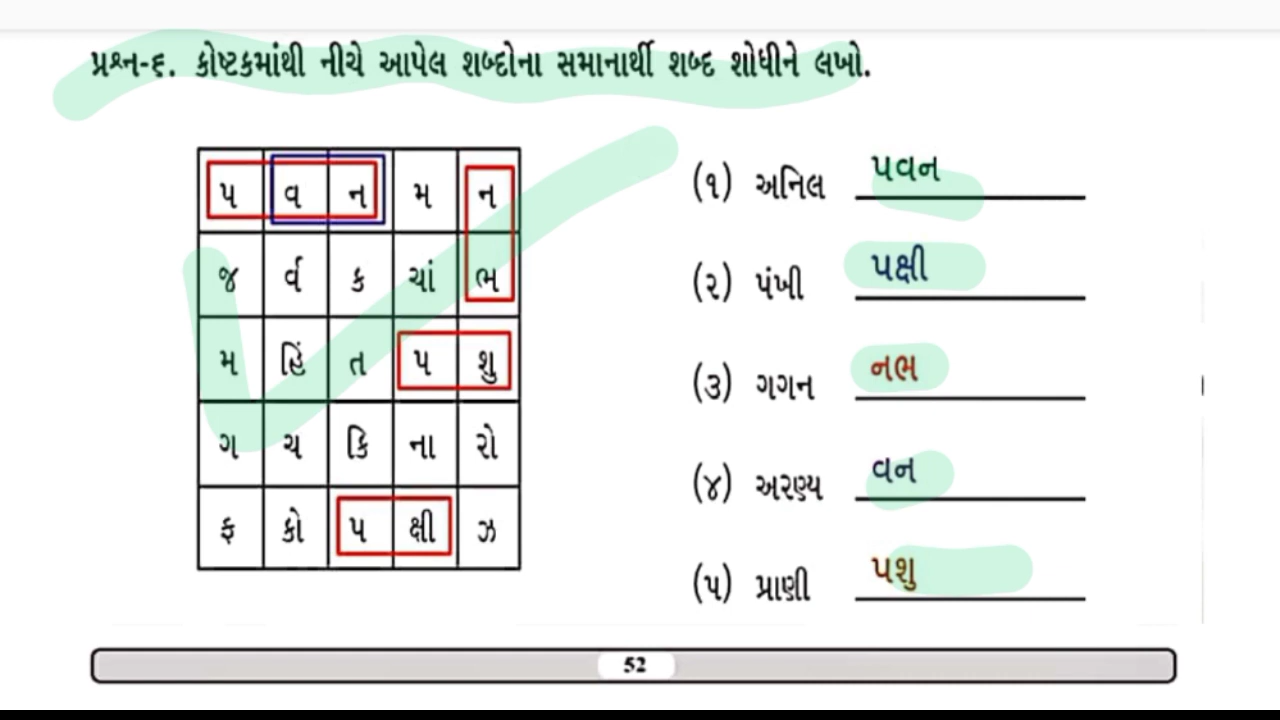 પ્રશ્ન-૬. કોષ્ટકમાંથી નીચે આપેલ શબ્દોના સમાનાર્થી શબ્દ શોધીને લખો.
પ વ ન મ ન
જ ર્વ ક ચાં ભ
મ હિં ત પ શુ
ગ ચ કિ ના રો
ફ કો પ ક્ષી ઝ
(૧) અનિલ પવન
(૨) પંખી પક્ષી
(૩) ગગન નભ
(૪) અરણ્ય વન
(૫) પ્રાણી પશુ
52